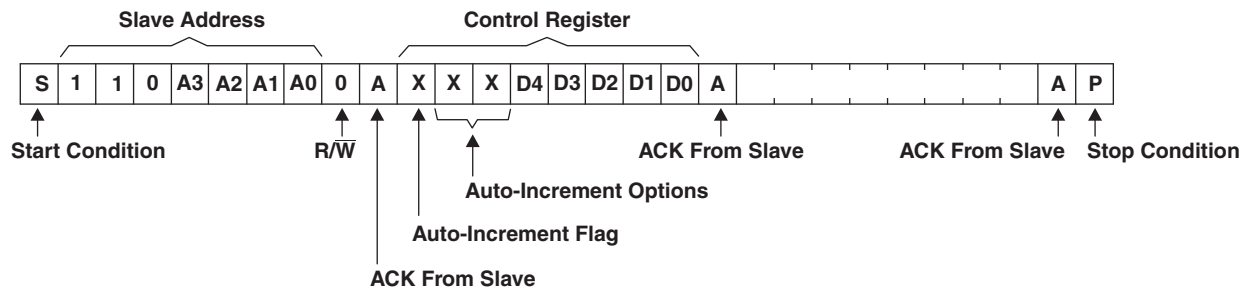 Slave Address Control Register
S 1 1 0 A3 A2 A1 A0 0 A X X X D4 D3 D2 D1 D0 A A P
Start Condition R/W̅ ACK From Slave ACK From Slave Stop Condition
Auto-Increment Options
Auto-Increment Flag
ACK From Slave